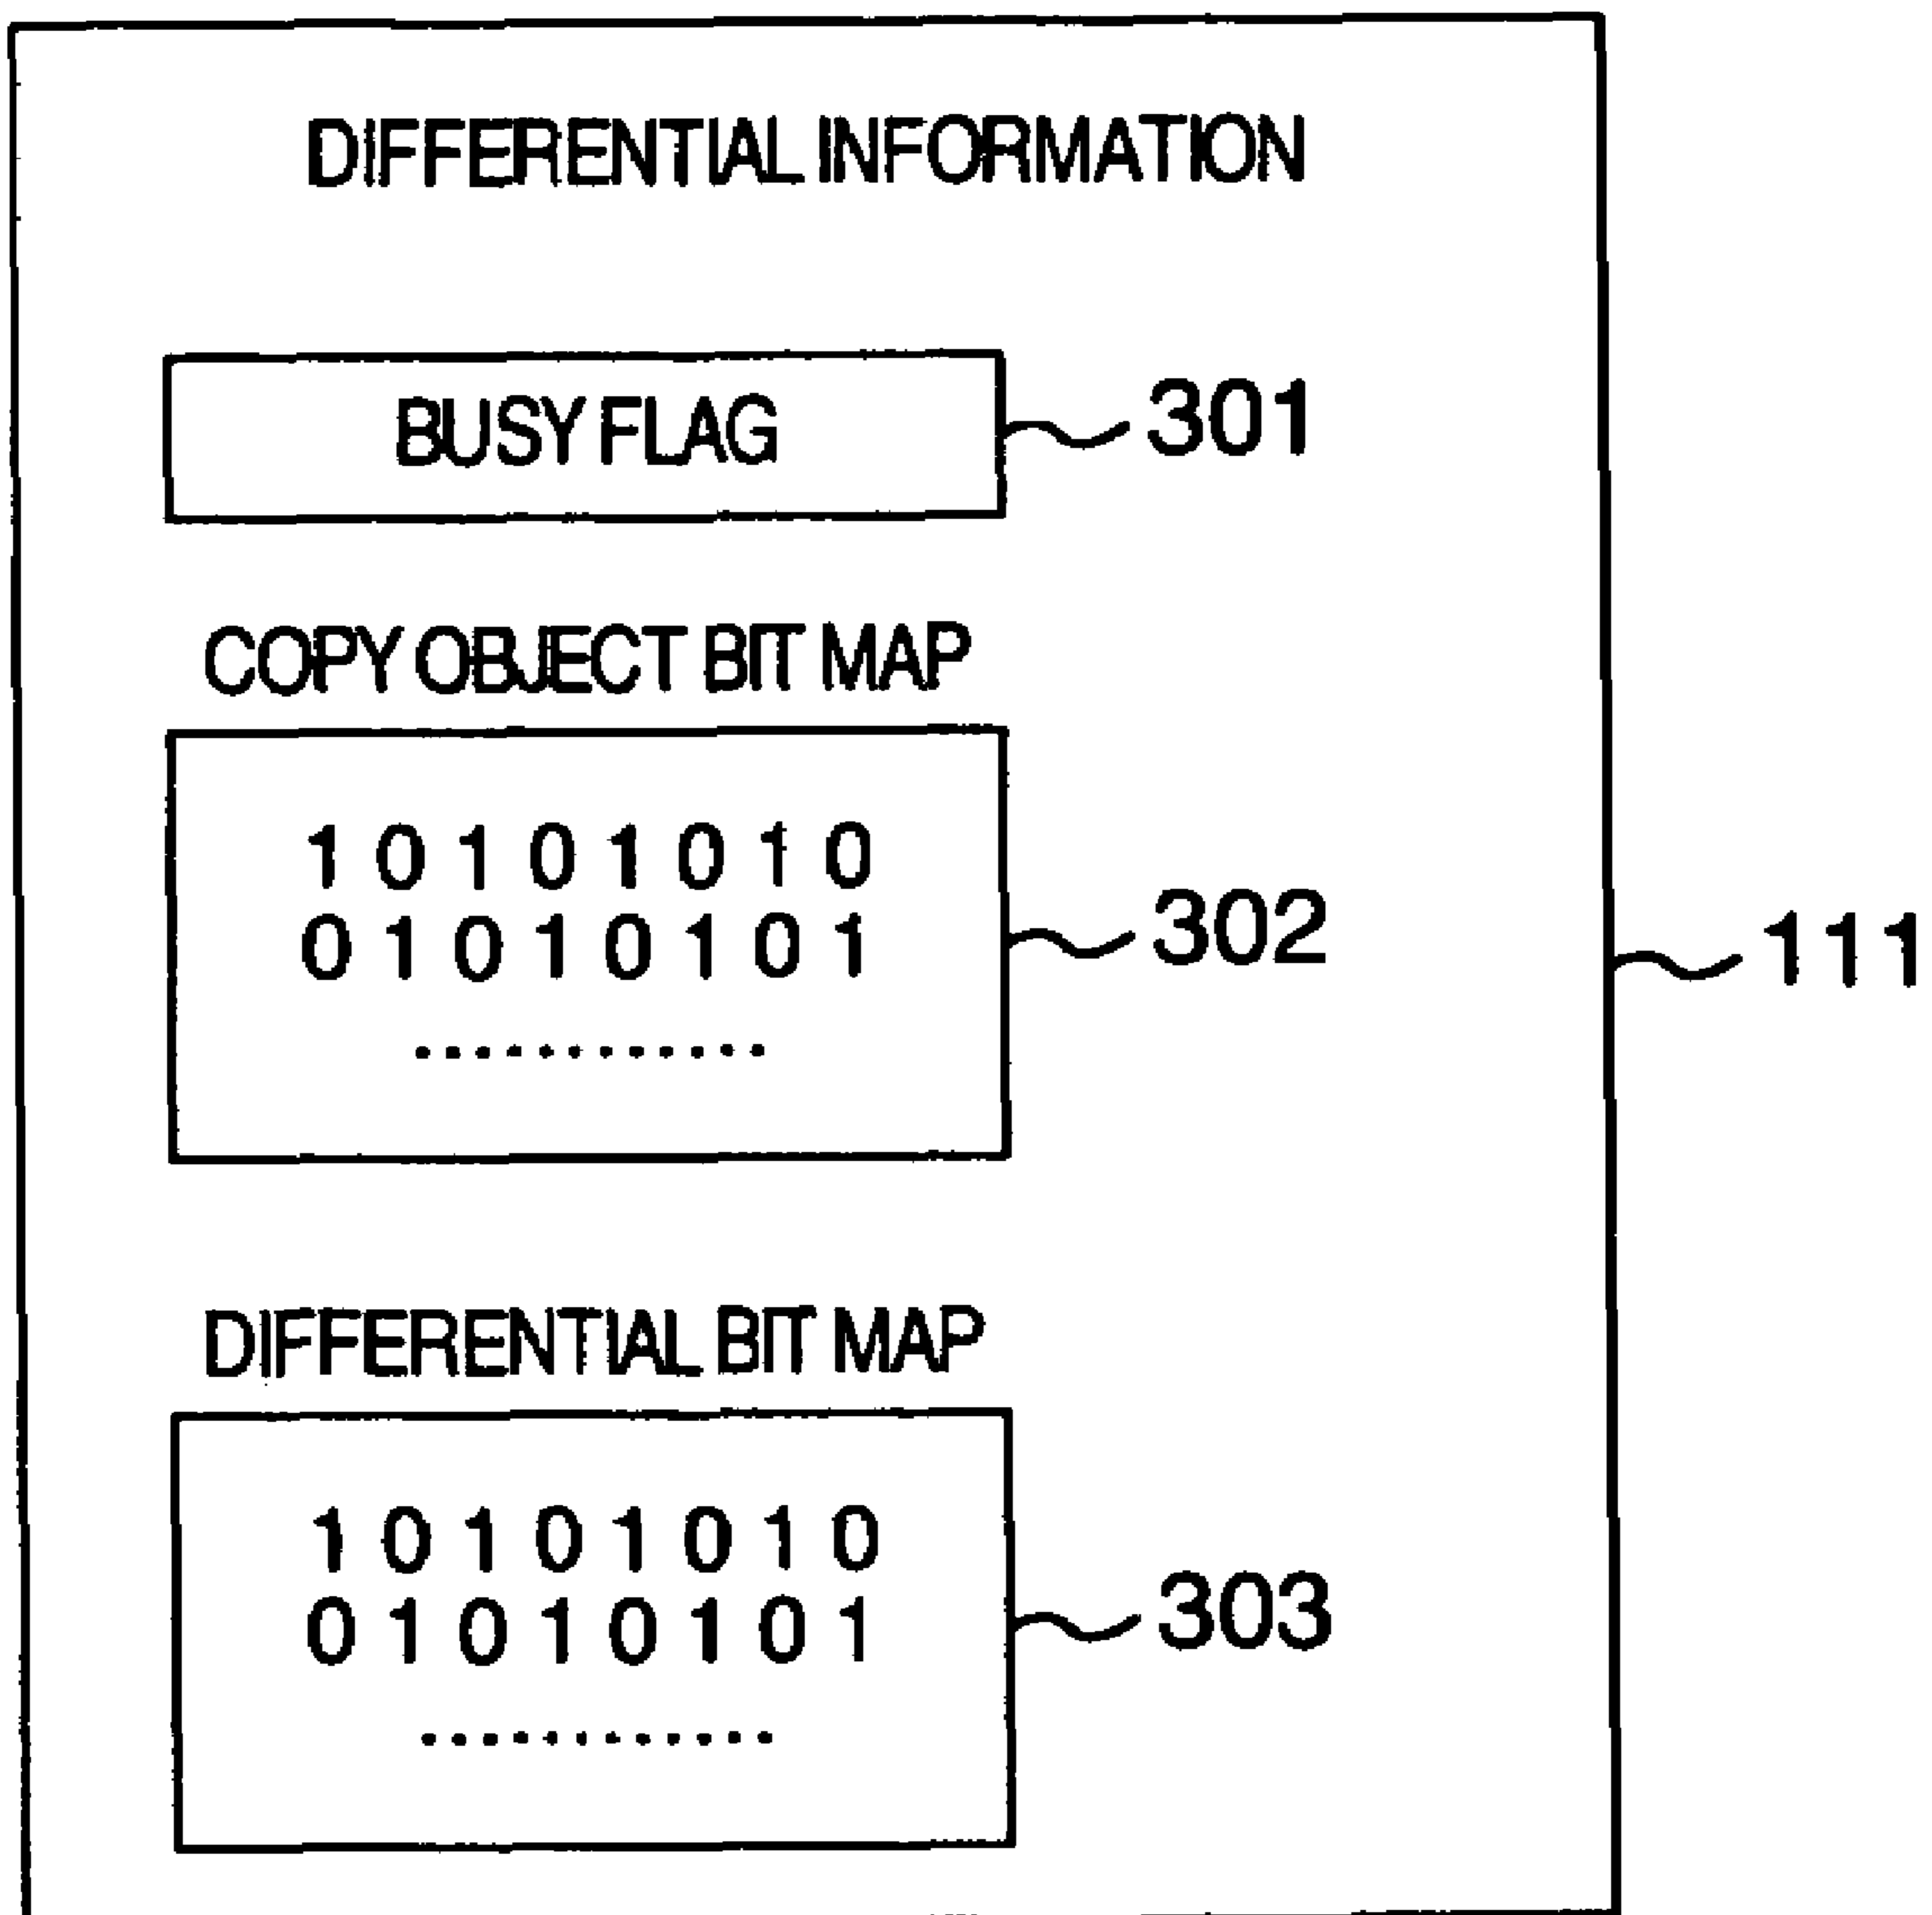 DIFFERENTIAL INFORMATION
BUSY FLAG
301
COPY OBJECT BIT MAP
1 0 1 0 1 0 1 0
0 1 0 1 0 1 0 1
............
302
111
DIFFERENTIAL BIT MAP
1 0 1 0 1 0 1 0
0 1 0 1 0 1 0 1
............
303